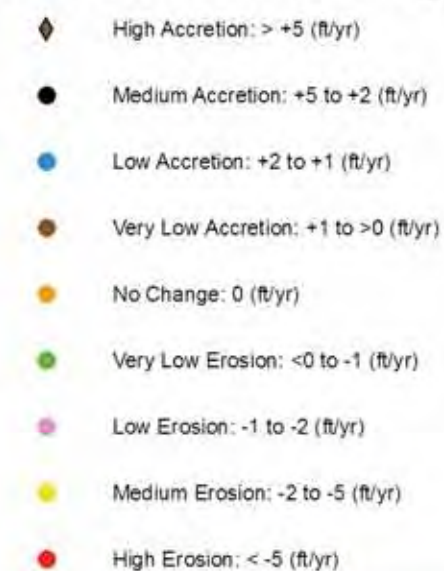 High Accretion: > +5 (ft/yr)
Medium Accretion: +5 to +2 (ft/yr)
Low Accretion: +2 to +1 (ft/yr)
Very Low Accretion: +1 to >0 (ft/yr)
No Change: 0 (ft/yr)
Very Low Erosion: <0 to -1 (ft/yr)
Low Erosion: -1 to -2 (ft/yr)
Medium Erosion: -2 to -5 (ft/yr)
High Erosion: < -5 (ft/yr)